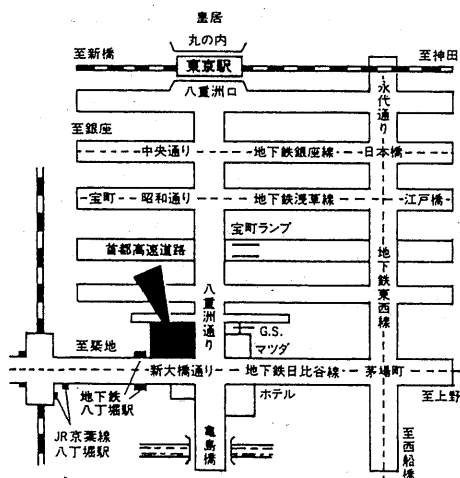 皇居
丸の内
至新橋
東京駅
至神田
八重洲口
永代通り
至銀座
中央通り
地下鉄銀座線
日本橋
宝町
昭和通り
地下鉄浅草線
江戸橋
宝町ランプ
首都高速道路
八重洲通り
地下鉄東西線
G.S.
マツダ
至築地
新大橋通り
地下鉄日比谷線
茅場町
地下鉄
八丁堀駅
ホテル
至上野
JR京葉線
八丁堀駅
亀島橋
至西船橋